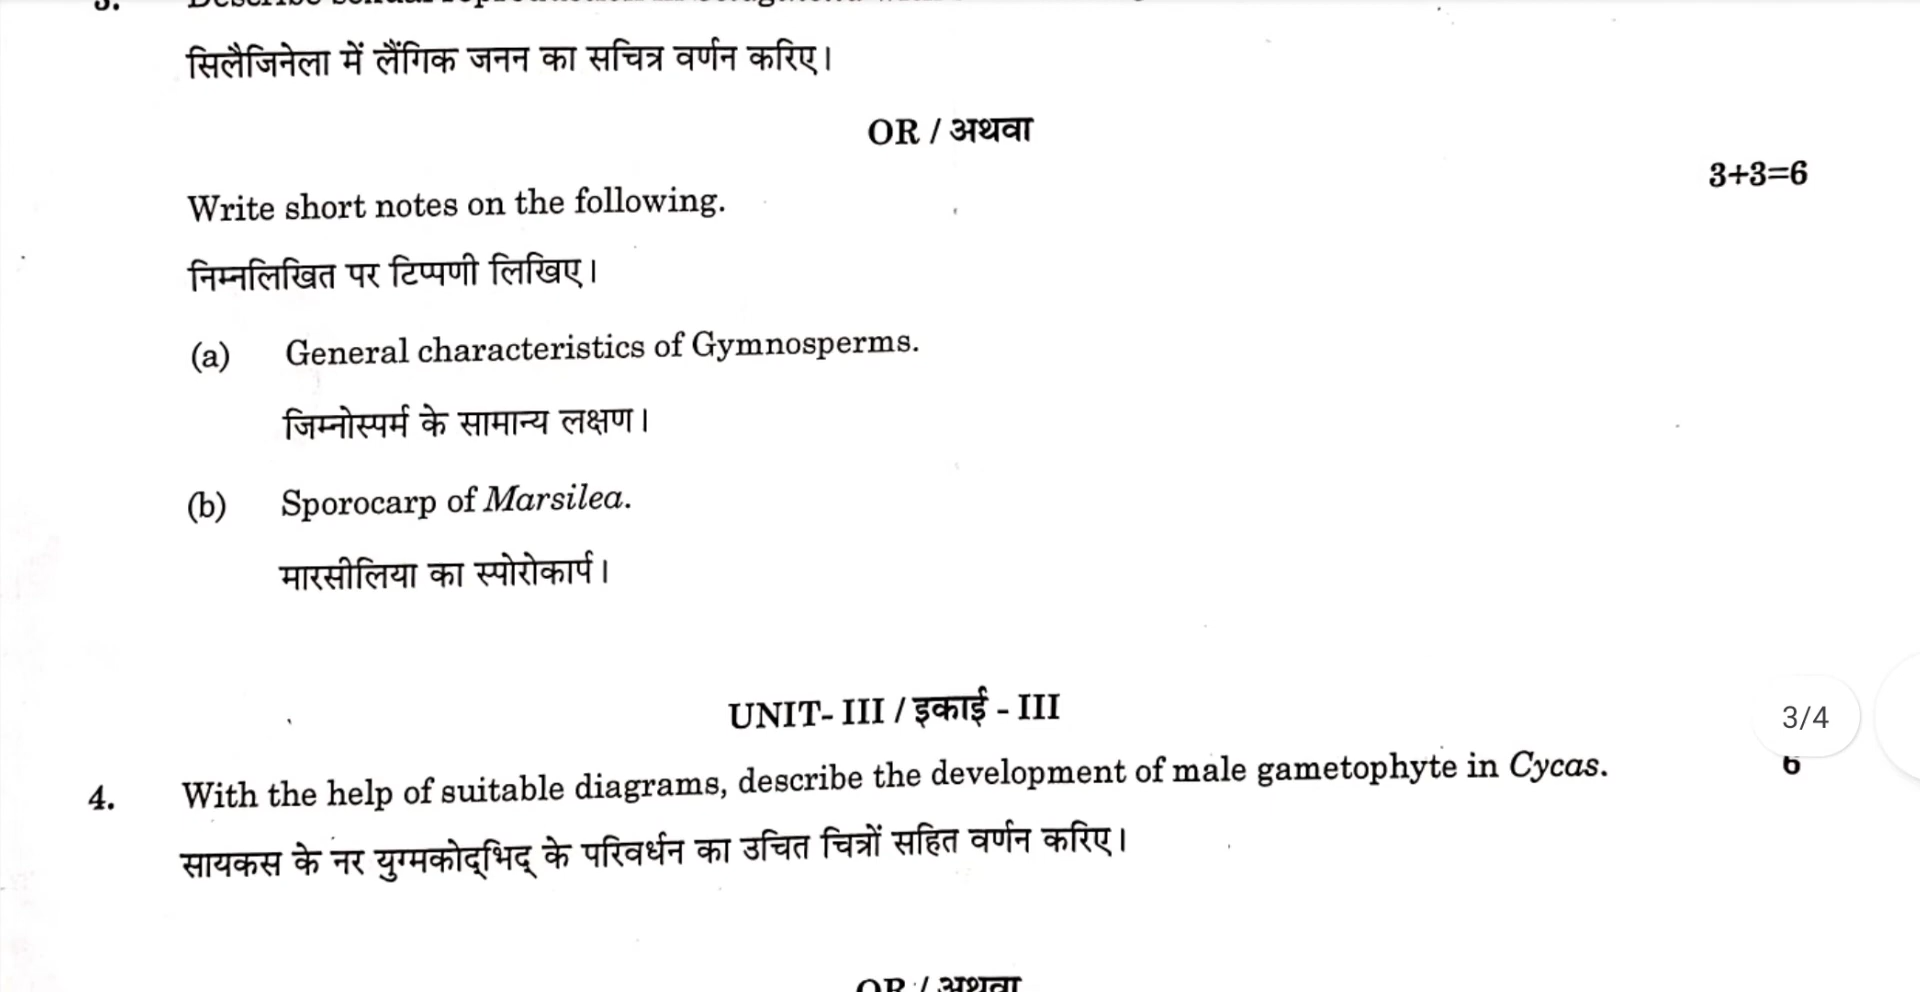 3.
सिलैजिनेला में लैंगिक जनन का सचित्र वर्णन करिए।
OR / अथवा
3+3=6
Write short notes on the following.
निम्नलिखित पर टिप्पणी लिखिए।
(a) General characteristics of Gymnosperms.
जिम्नोस्पर्म के सामान्य लक्षण।
(b) Sporocarp of Marsilea.
मारसीलिया का स्पोरोकार्प।
UNIT- III / इकाई - III
3/4
4. With the help of suitable diagrams, describe the development of male gametophyte in Cycas. 6
सायकस के नर युग्मकोद्‌भिद् के परिवर्धन का उचित चित्रों सहित वर्णन करिए।
OR / अथवा